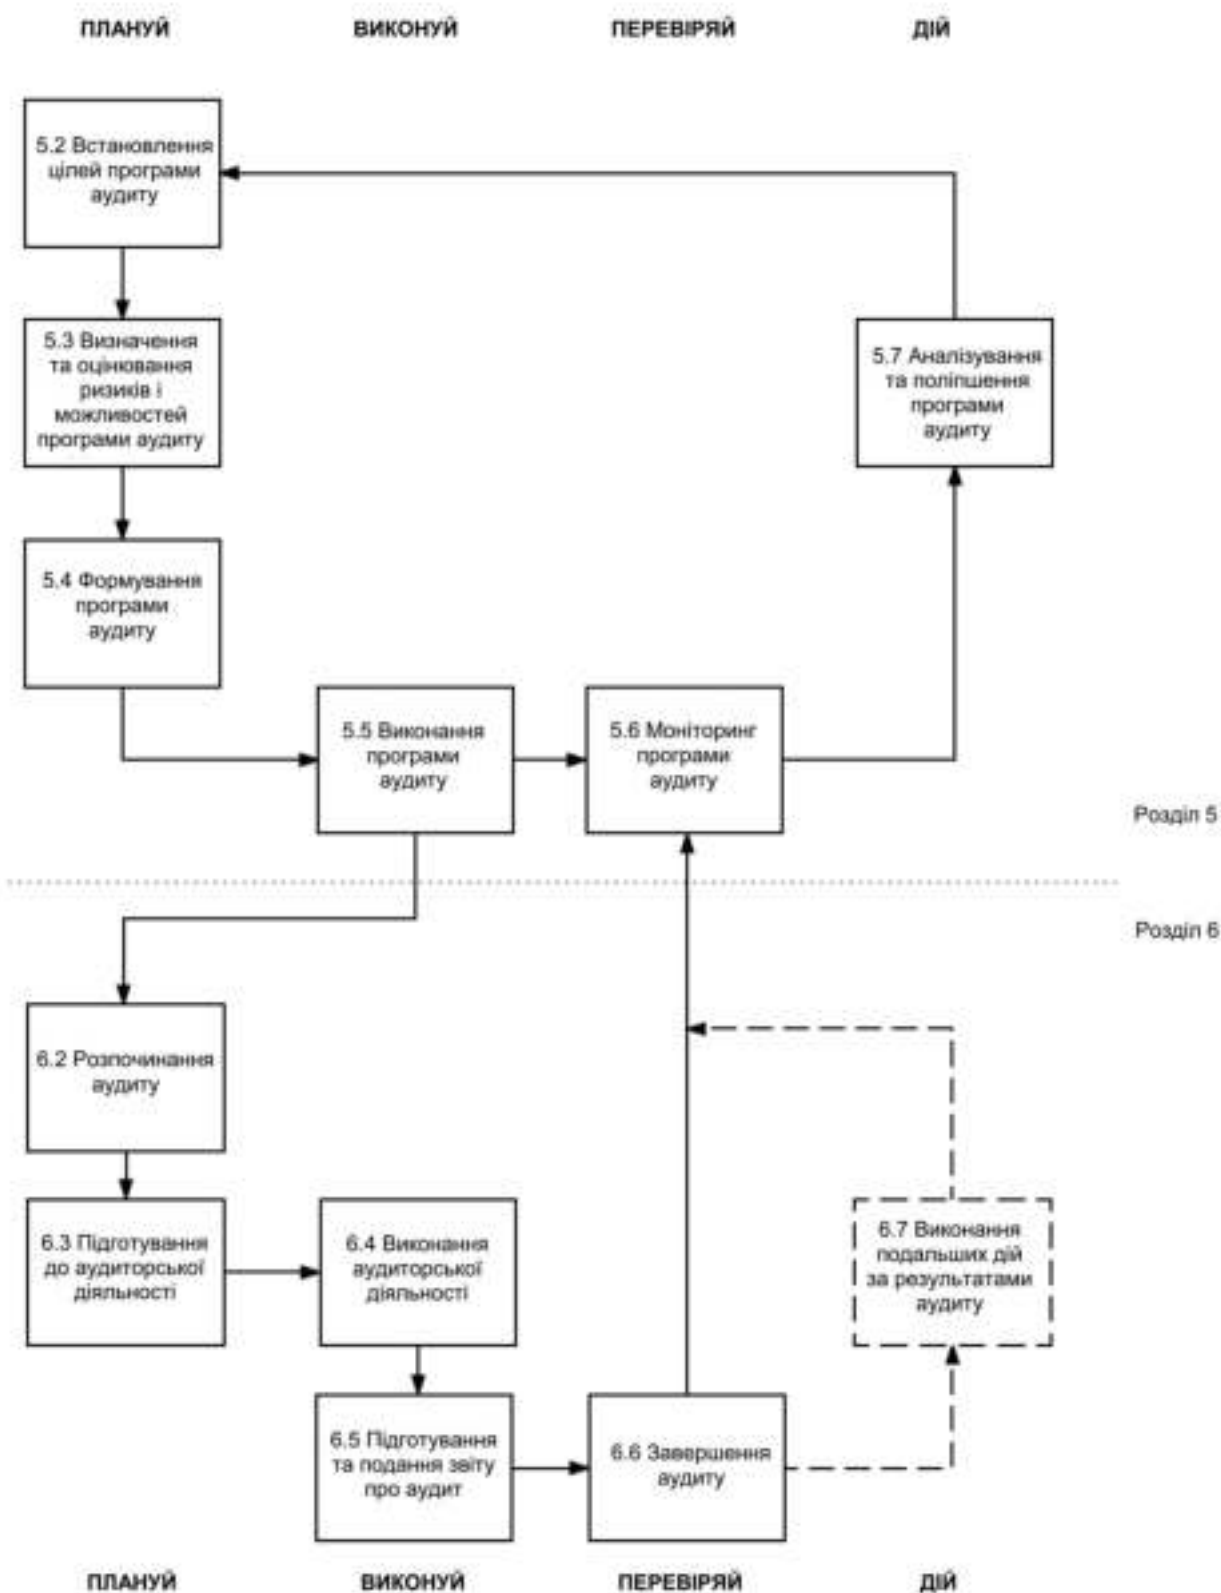 ПЛАНУЙ ВИКОНУЙ ПЕРЕВІРЯЙ ДІЙ
5.2 Встановлення
цілей програми
аудиту
5.3 Визначення
та оцінювання
ризиків і
можливостей
програми аудиту
5.7 Аналізування
та поліпшення
програми
аудиту
5.4 Формування
програми
аудиту
5.5 Виконання
програми
аудиту
5.6 Моніторинг
програми
аудиту
Розділ 5
Розділ 6
6.2 Розпочинання
аудиту
6.3 Підготування
до аудиторської
діяльності
6.4 Виконання
аудиторської
діяльності
6.7 Виконання
подальших дій
за результатами
аудиту
6.5 Підготування
та подання звіту
про аудит
6.6 Завершення
аудиту
ПЛАНУЙ ВИКОНУЙ ПЕРЕВІРЯЙ ДІЙ